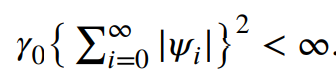 γ₀{ ∑_{i=0}^{∞} |ψᵢ| }² < ∞.